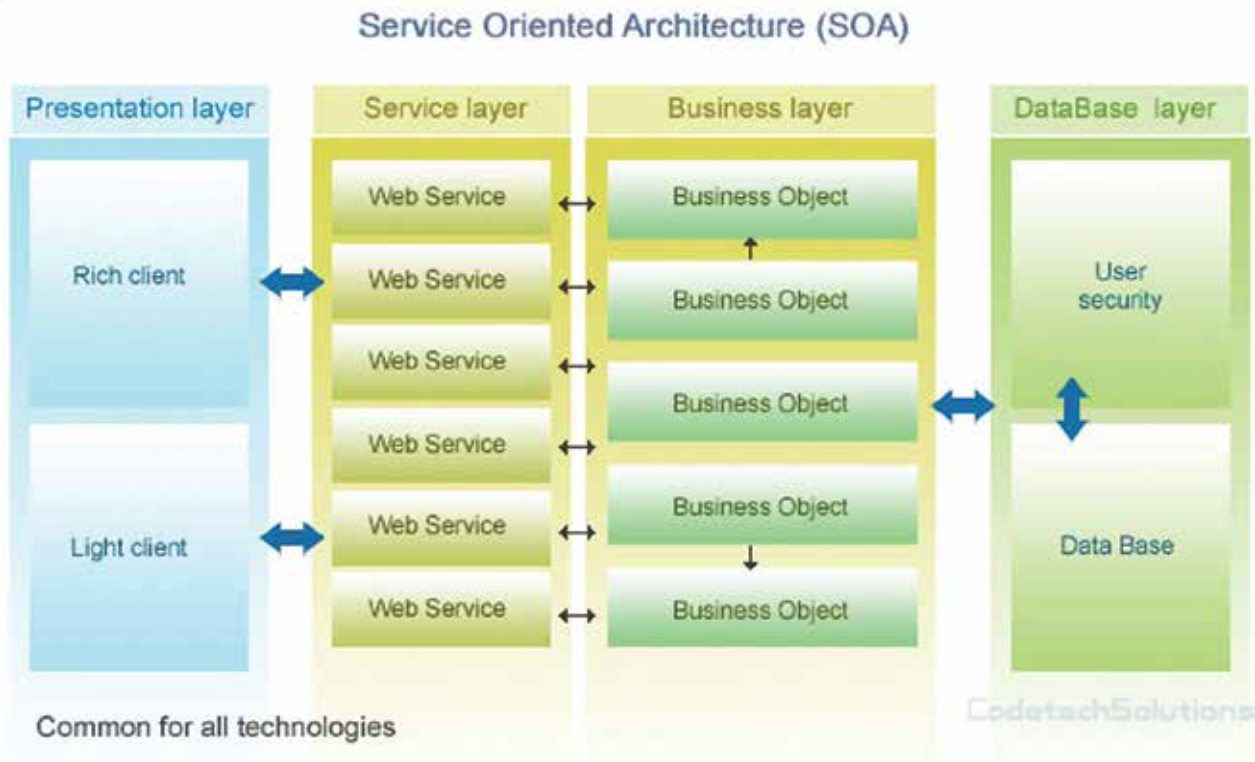 Service Oriented Architecture (SOA)
Presentation layer
Rich client
Light client
Service layer
Web Service
Web Service
Web Service
Web Service
Web Service
Web Service
Business layer
Business Object
Business Object
Business Object
Business Object
Business Object
DataBase layer
User
security
Data Base
Common for all technologies
CodetechSolutions